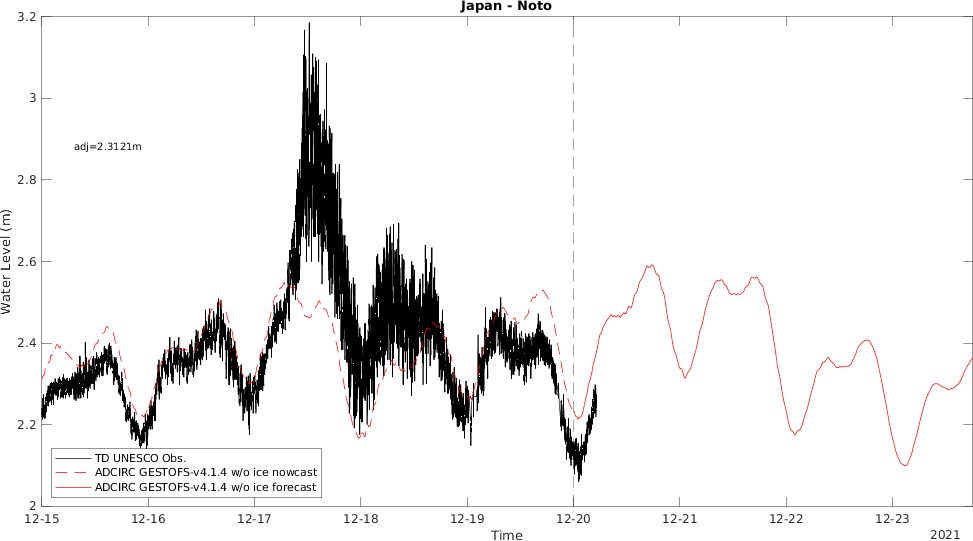 Japan - Noto
3.2
3
2.8
2.6
2.4
2.2
2
Water Level (m)
adj=2.3121m
TD UNESCO Obs.
ADCIRC GESTOFS-v4.1.4 w/o ice nowcast
ADCIRC GESTOFS-v4.1.4 w/o ice forecast
12-15 12-16 12-17 12-18 12-19 12-20 12-21 12-22 12-23
Time
2021